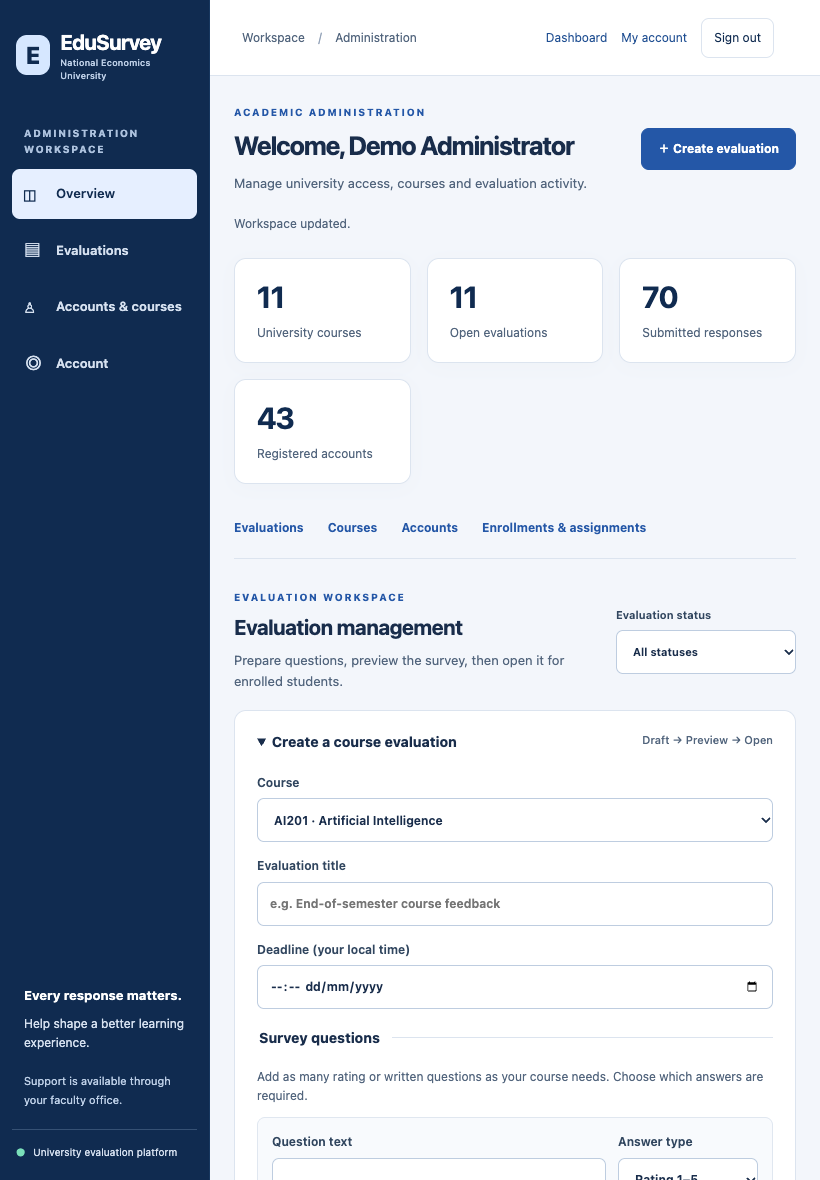 E
EduSurvey
National Economics
University
ADMINISTRATION
WORKSPACE
Overview
Evaluations
Accounts & courses
Account
Every response matters.
Help shape a better learning
experience.
Support is available through
your faculty office.
University evaluation platform
Workspace / Administration
Dashboard
My account
Sign out
ACADEMIC ADMINISTRATION
Welcome, Demo Administrator
Manage university access, courses and evaluation activity.
+ Create evaluation
Workspace updated.
11
University courses
11
Open evaluations
70
Submitted responses
43
Registered accounts
Evaluations
Courses
Accounts
Enrollments & assignments
EVALUATION WORKSPACE
Evaluation management
Prepare questions, preview the survey, then open it for
enrolled students.
Evaluation status
All statuses
▼ Create a course evaluation
Draft → Preview → Open
Course
AI201 · Artificial Intelligence
Evaluation title
e.g. End-of-semester course feedback
Deadline (your local time)
--:-- dd/mm/yyyy
Survey questions
Add as many rating or written questions as your course needs. Choose which answers are
required.
Question text
Answer type
Rating 1–5